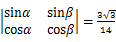 |sinα sinβ| = 3√3/14
|cosα cosβ|